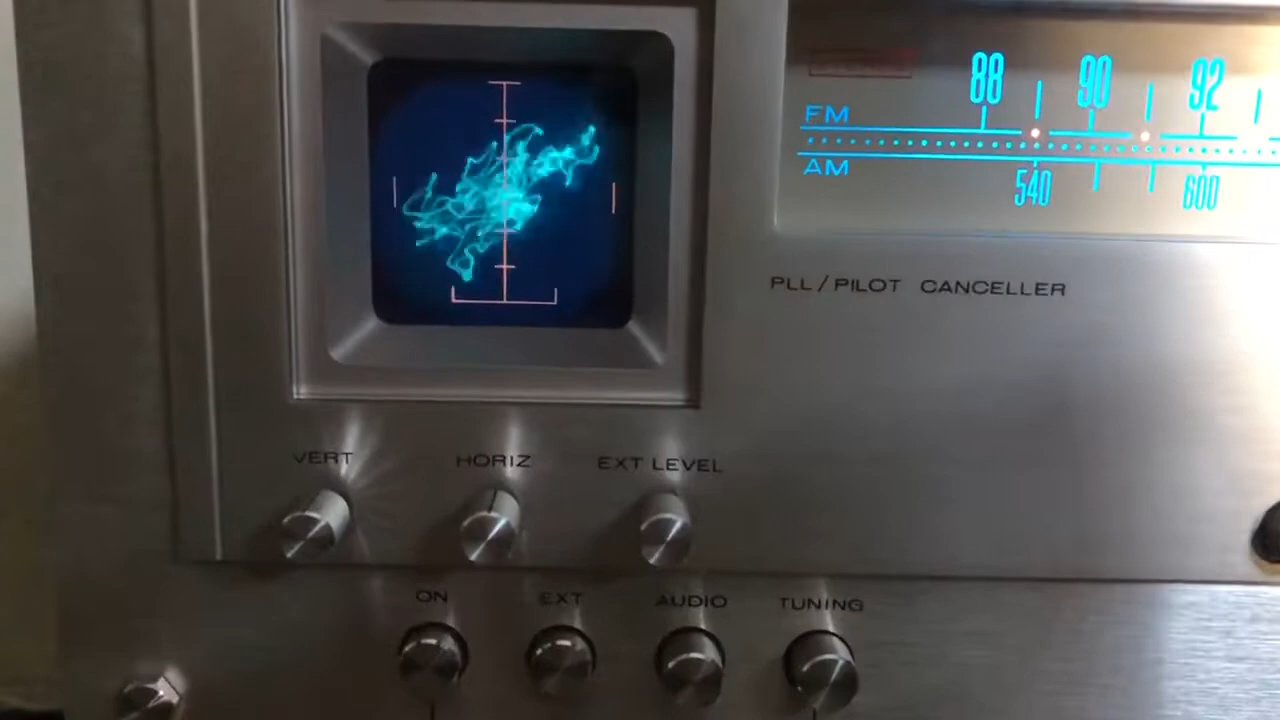 88 90 92
FM
AM
540 600
PLL/PILOT CANCELLER
VERT HORIZ EXT LEVEL
ON EXT AUDIO TUNING